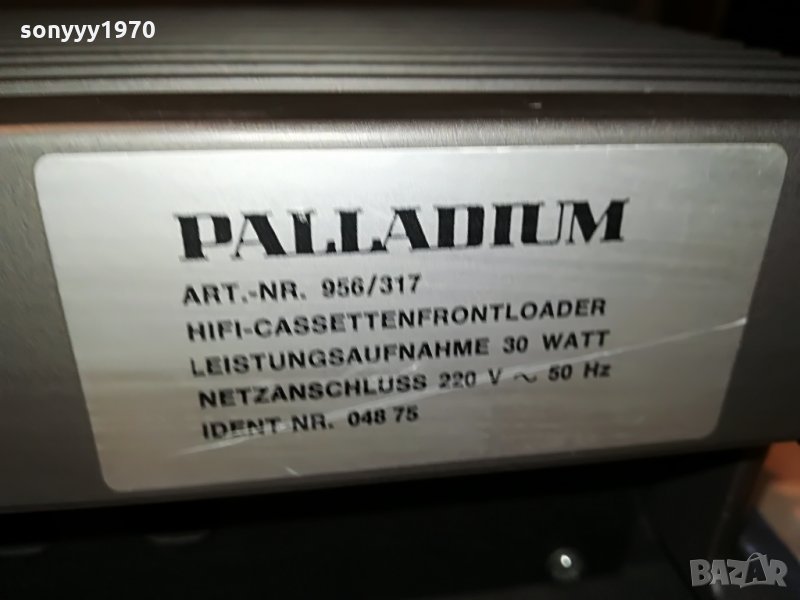 sonyyy1970
PALLADIUM
ART.-NR. 956/317
HIFI-CASSETTENFRONTLOADER
LEISTUNGSAUFNAHME 30 WATT
NETZANSCHLUSS 220 V ~ 50 Hz
IDENT NR. 048 75
BAZAR